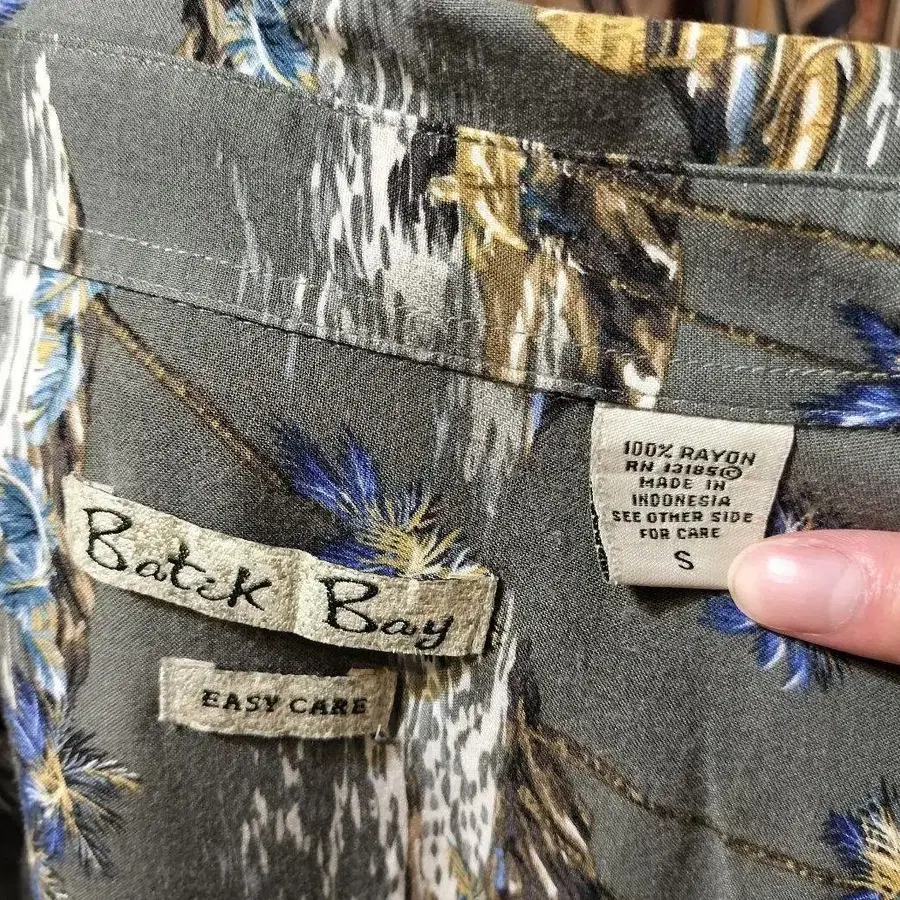 Batik Bay
EASY CARE
100% RAYON
RN 13185©
MADE IN
INDONESIA
SEE OTHER SIDE
FOR CARE
S